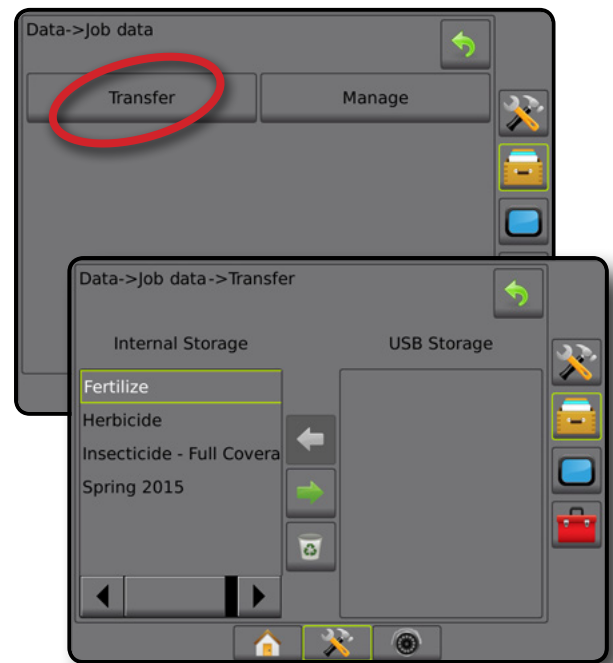 Data->Job data
Transfer
Manage
Data->Job data->Transfer
Internal Storage
USB Storage
Fertilize
Herbicide
Insecticide - Full Covera
Spring 2015